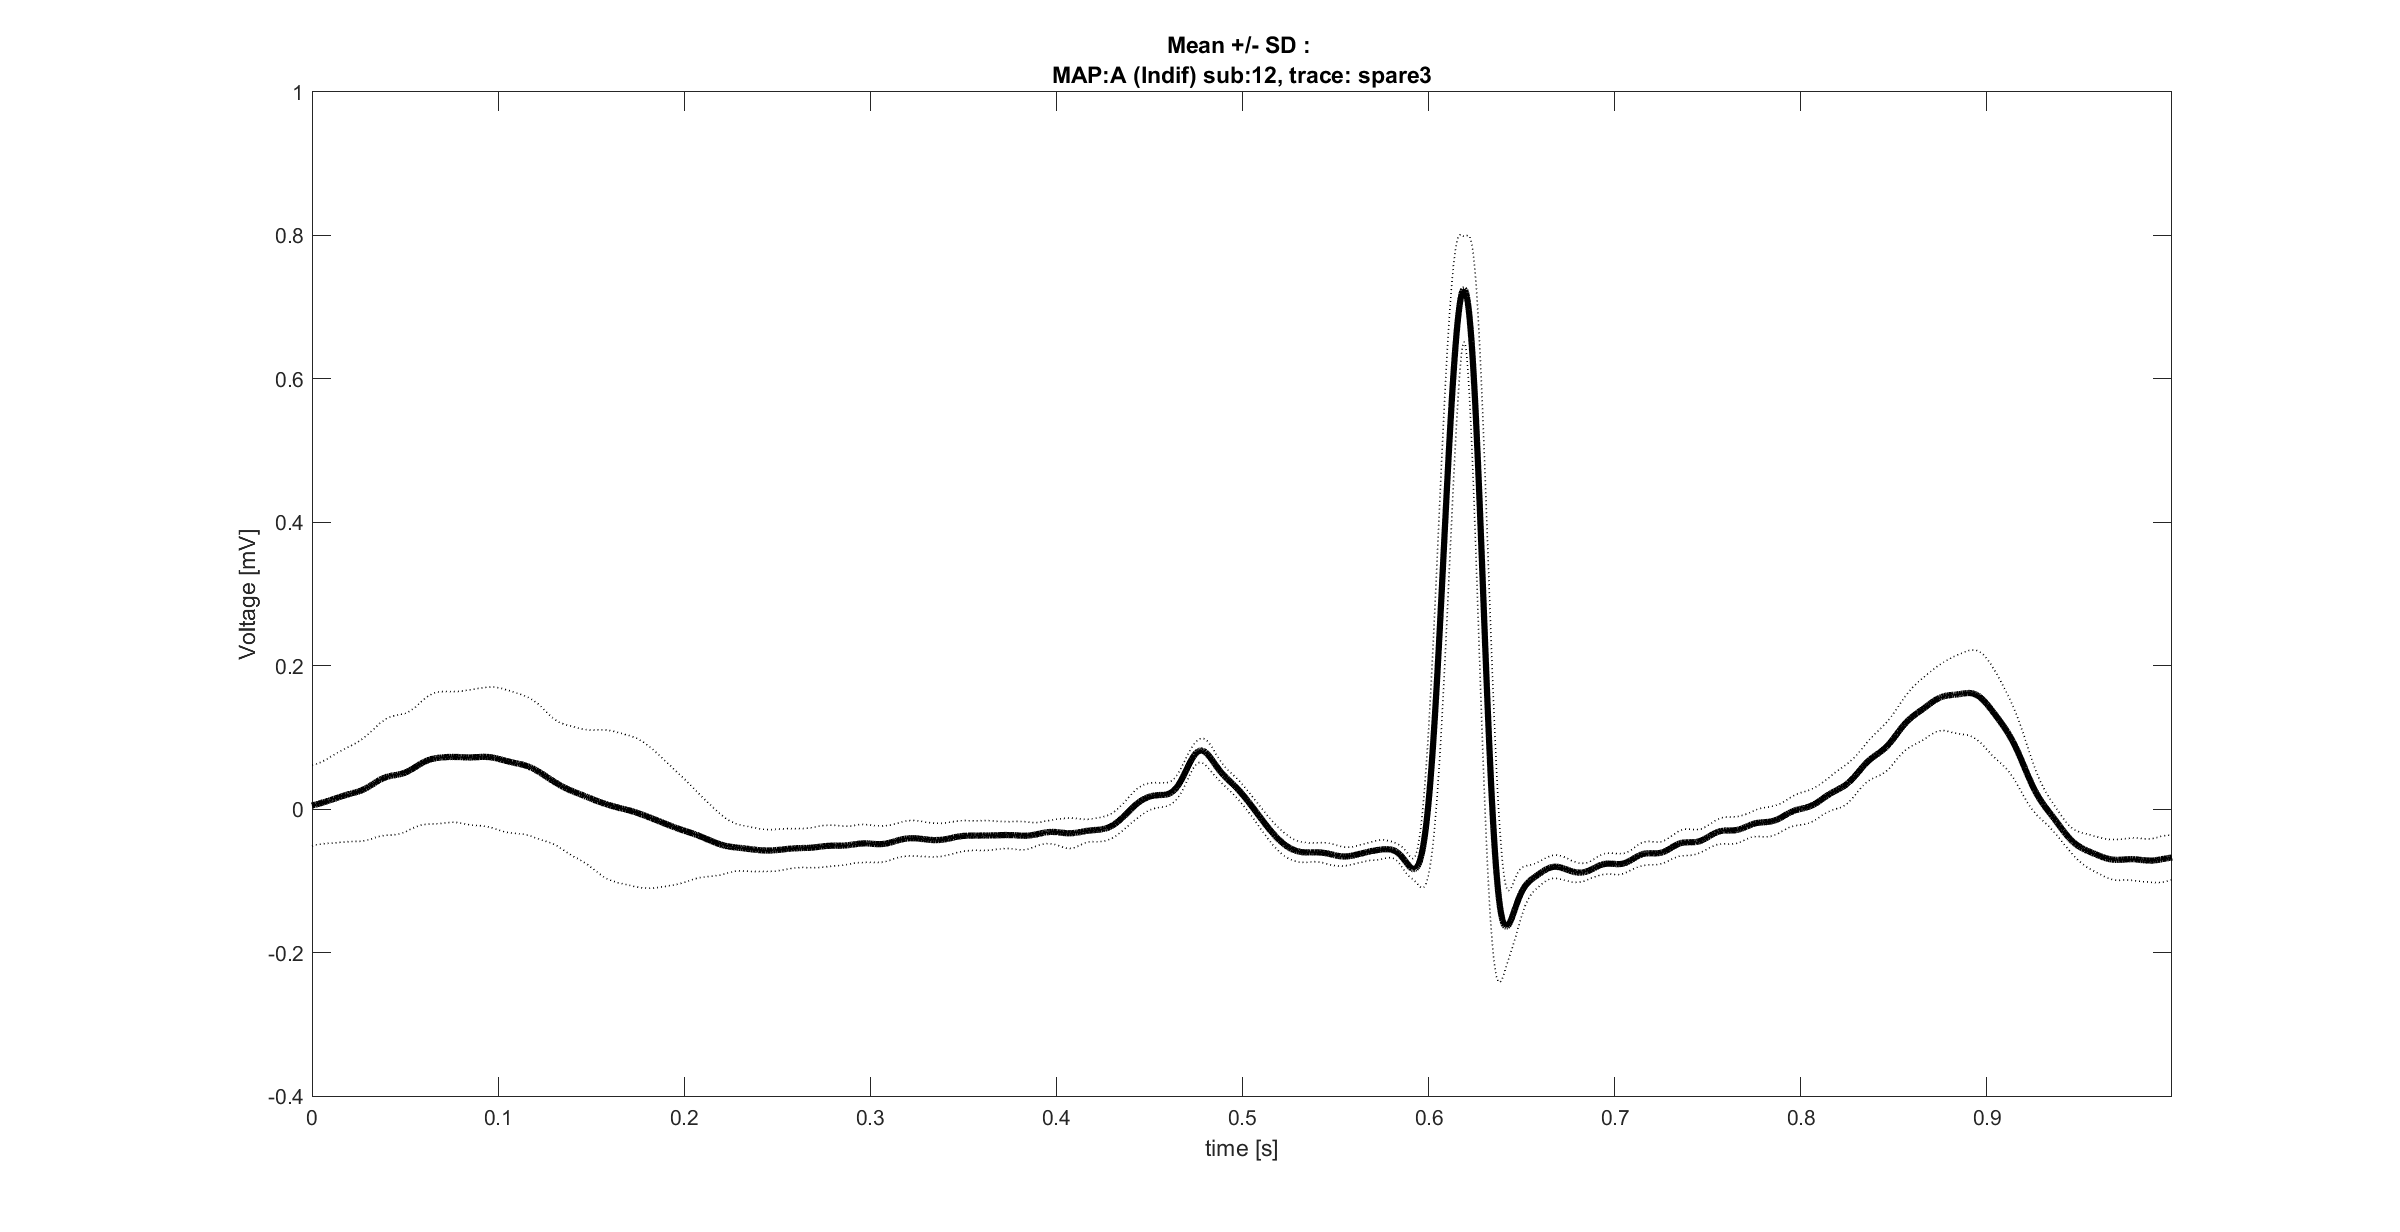 Mean +/- SD :
MAP:A (Indif) sub:12, trace: spare3
1
0.8
0.6
0.4
0.2
0
-0.2
-0.4
Voltage [mV]
0 0.1 0.2 0.3 0.4 0.5 0.6 0.7 0.8 0.9
time [s]